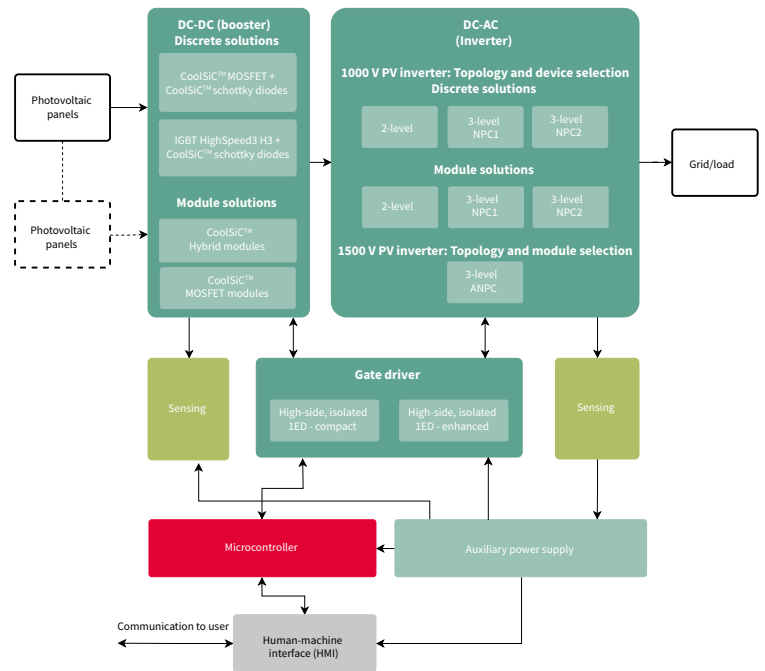 DC-DC (booster)
Discrete solutions
CoolSiC™ MOSFET +
CoolSiC™ schottky diodes
IGBT HighSpeed3 H3 +
CoolSiC™ schottky diodes
Module solutions
CoolSiC™
Hybrid modules
CoolSiC™
MOSFET modules
DC-AC
(Inverter)
1000 V PV inverter: Topology and device selection
Discrete solutions
2-level
3-level
NPC1
3-level
NPC2
Module solutions
2-level
3-level
NPC1
3-level
NPC2
1500 V PV inverter: Topology and module selection
3-level
ANPC
Photovoltaic
panels
Photovoltaic
panels
Grid/load
Sensing
Gate driver
High-side, isolated
1ED - compact
High-side, isolated
1ED - enhanced
Sensing
Microcontroller
Auxiliary power supply
Communication to user
Human-machine
interface (HMI)